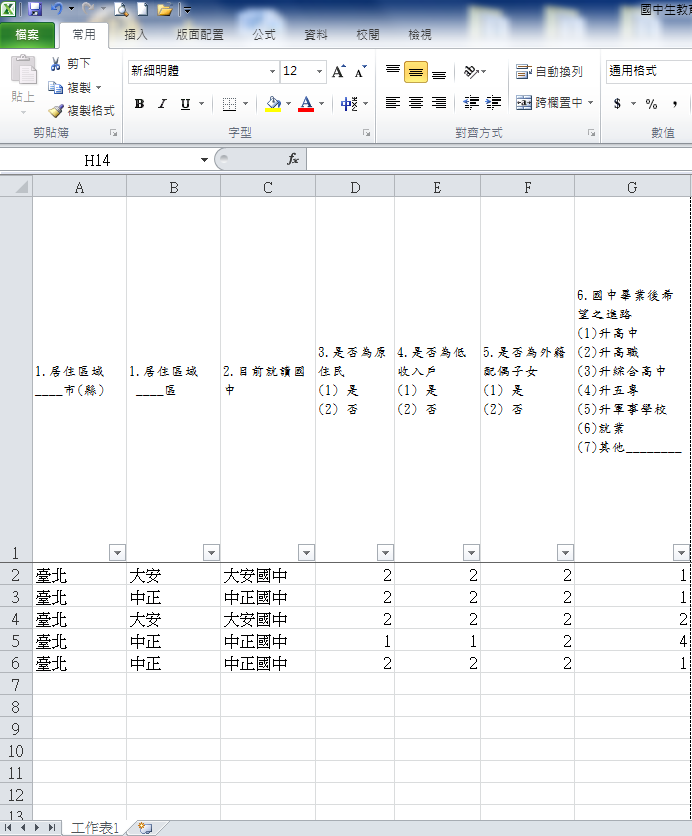 國中生教育
檔案 常用 插入 版面配置 公式 資料 校閱 檢視
貼上
剪下
複製
複製格式
剪貼簿
新細明體 12 A A
B I U A 中
字型
自動換列
跨欄置中
對齊方式
通用格式
$ % ,
數值
H14 fx
A B C D E F G
1
1.居住區域
____市(縣)
1.居住區域
____區
2.目前就讀國
中
3.是否為原
住民
(1) 是
(2) 否
4.是否為低
收入戶
(1) 是
(2) 否
5.是否為外籍
配偶子女
(1) 是
(2) 否
6.國中畢業後希
望之進路
(1)升高中
(2)升高職
(3)升綜合高中
(4)升五專
(5)升軍事學校
(6)就業
(7)其他________
2 臺北 大安 大安國中 2 2 2 1
3 臺北 中正 中正國中 2 2 2 1
4 臺北 大安 大安國中 2 2 2 2
5 臺北 中正 中正國中 1 1 2 4
6 臺北 中正 中正國中 2 2 2 1
7
8
9
10
11
12
13
工作表1